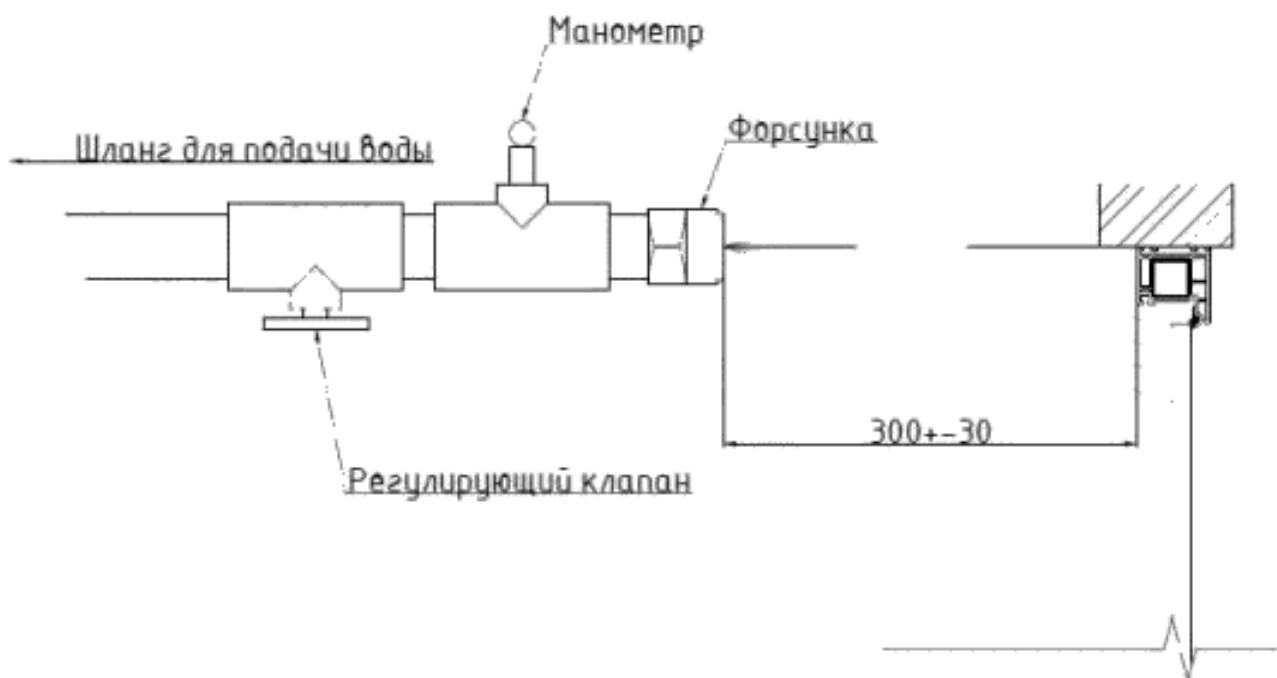 Манометр
Форсунка
Шланг для подачи воды
300+-30
Регулирующий клапан